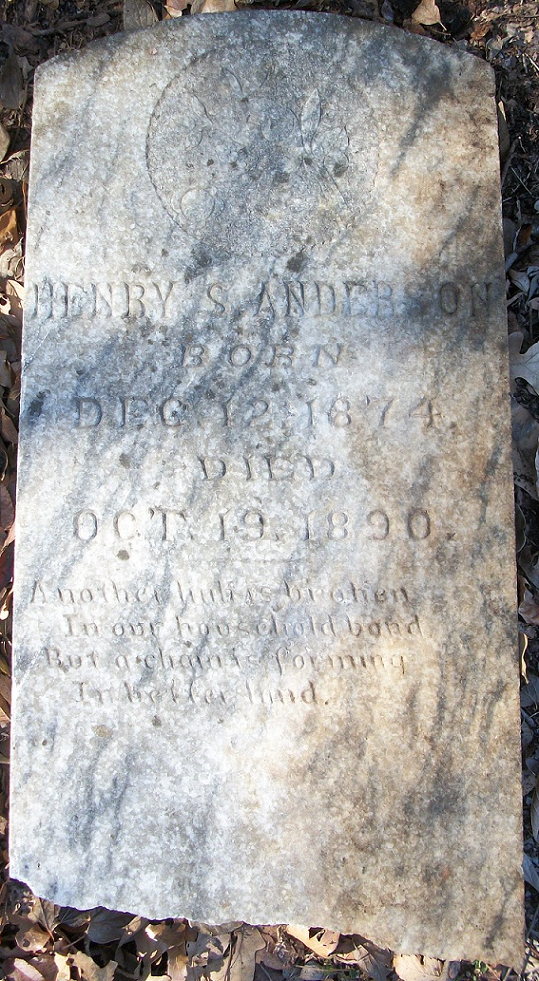 HENRY S. ANDERSON
BORN
DEC. 12. 1874.
DIED
OCT. 19. 1890.
Another link is broken
In our household band
But a chain is forming
In better land.